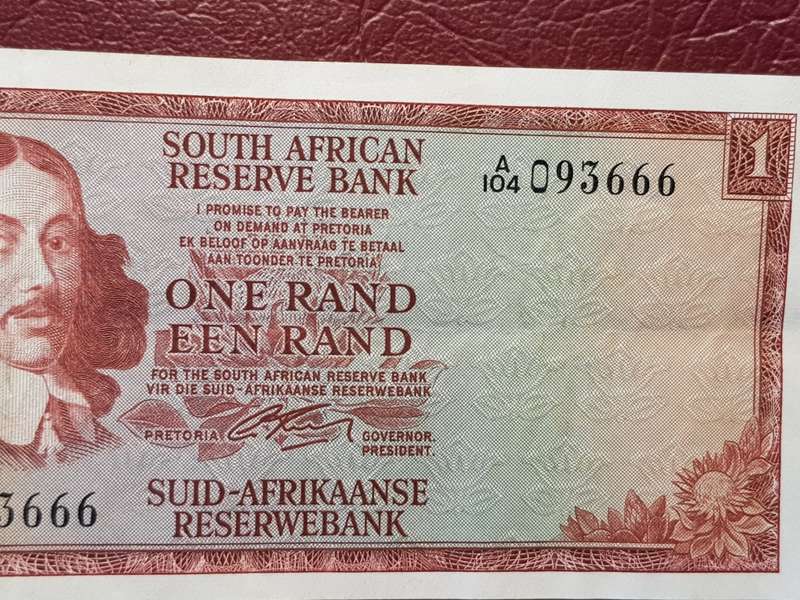 SOUTH AFRICAN
RESERVE BANK
A
104 093666
1
I PROMISE TO PAY THE BEARER
ON DEMAND AT PRETORIA
EK BELOOF OP AANVRAAG TE BETAAL
AAN TOONDER TE PRETORIA
ONE RAND
EEN RAND
FOR THE SOUTH AFRICAN RESERVE BANK
VIR DIE SUID-AFRIKAANSE RESERWEBANK
PRETORIA
GOVERNOR.
PRESIDENT.
3666
SUID-AFRIKAANSE
RESERWEBANK